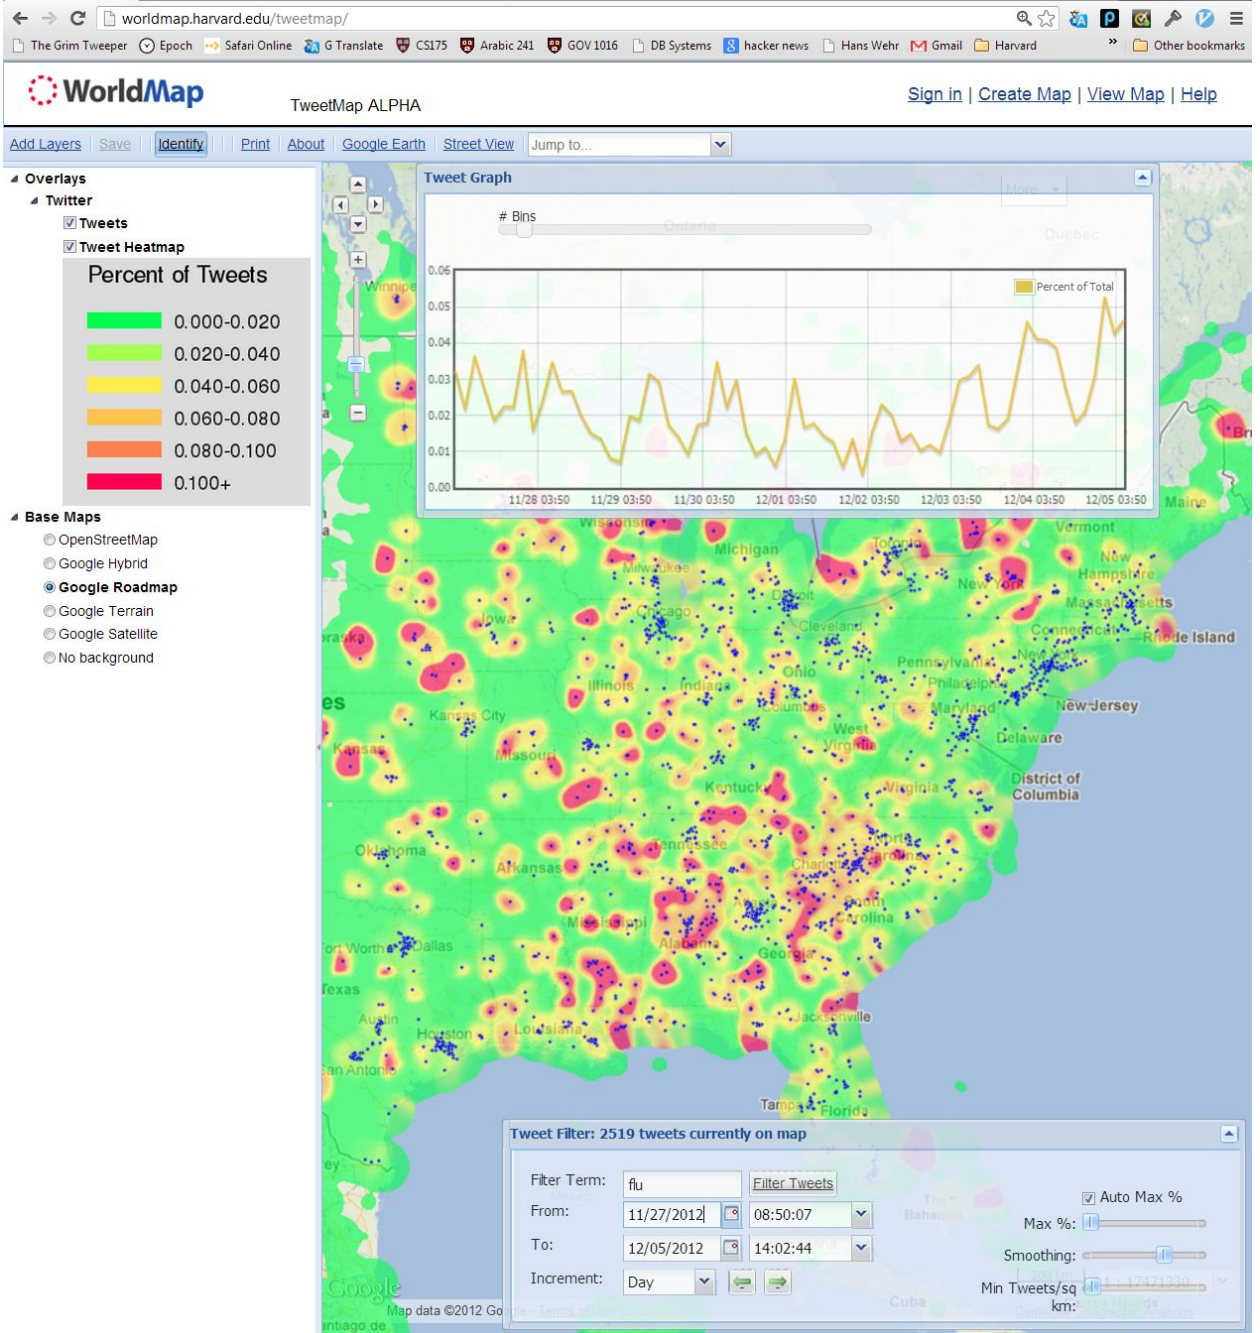 worldmap.harvard.edu/tweetmap/
The Grim Tweeper Epoch Safari Online G Translate CS175 Arabic 241 GOV 1016 DB Systems hacker news Hans Wehr Gmail Harvard » Other bookmarks
WorldMap
TweetMap ALPHA
Sign in | Create Map | View Map | Help
Add Layers Save Identify Print About Google Earth Street View Jump to...
Overlays
Twitter
Tweets
Tweet Heatmap
Percent of Tweets
0.000-0.020
0.020-0.040
0.040-0.060
0.060-0.080
0.080-0.100
0.100+
Base Maps
OpenStreetMap
Google Hybrid
Google Roadmap
Google Terrain
Google Satellite
No background
Tweet Graph
More
# Bins
Ontario
Quebec
0.06
0.05
0.04
0.03
0.02
0.01
0.00
Percent of Total
11/28 03:50 11/29 03:50 11/30 03:50 12/01 03:50 12/02 03:50 12/03 03:50 12/04 03:50 12/05 03:50
Maine
Wisconsin
Vermont
Michigan
Toronto
New
Hampshire
Milwaukee
New York
Massachusetts
Iowa
Chicago
Detroit
Cleveland
Connecticut
Rhode Island
Pennsylvania
New York
Illinois
Indiana
Ohio
Philadelphia
Columbus
Maryland
New Jersey
Kansas City
West
Virginia
Delaware
Kansas
Missouri
District of
Columbia
Kentucky
Virginia
Oklahoma
Tennessee
North
Carolina
Charlotte
Arkansas
Atlanta
South
Carolina
Mississippi
Alabama
Georgia
Fort Worth Dallas
Texas
Austin
Jacksonville
Houston
Louisiana
San Antonio
Tampa
Florida
Tweet Filter: 2519 tweets currently on map
Filter Term: flu Filter Tweets
From: 11/27/2012 08:50:07
To: 12/05/2012 14:02:44
Increment: Day
Auto Max %
Max %:
Smoothing:
Min Tweets/sq
km:
The
Bahamas
Cuba
1 : 17471330
Google
Map data ©2012 Google - Terms of Use